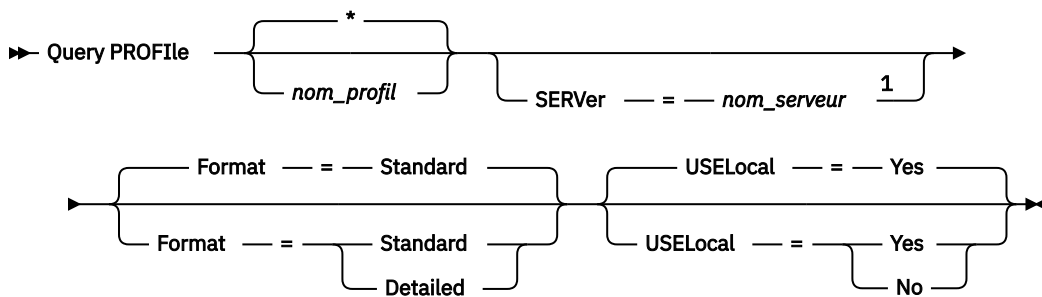 *
Query PROFIle
nom_profil
SERVer = nom_serveur 1
Format = Standard USELocal = Yes
Format = Standard USELocal = Yes
Detailed No